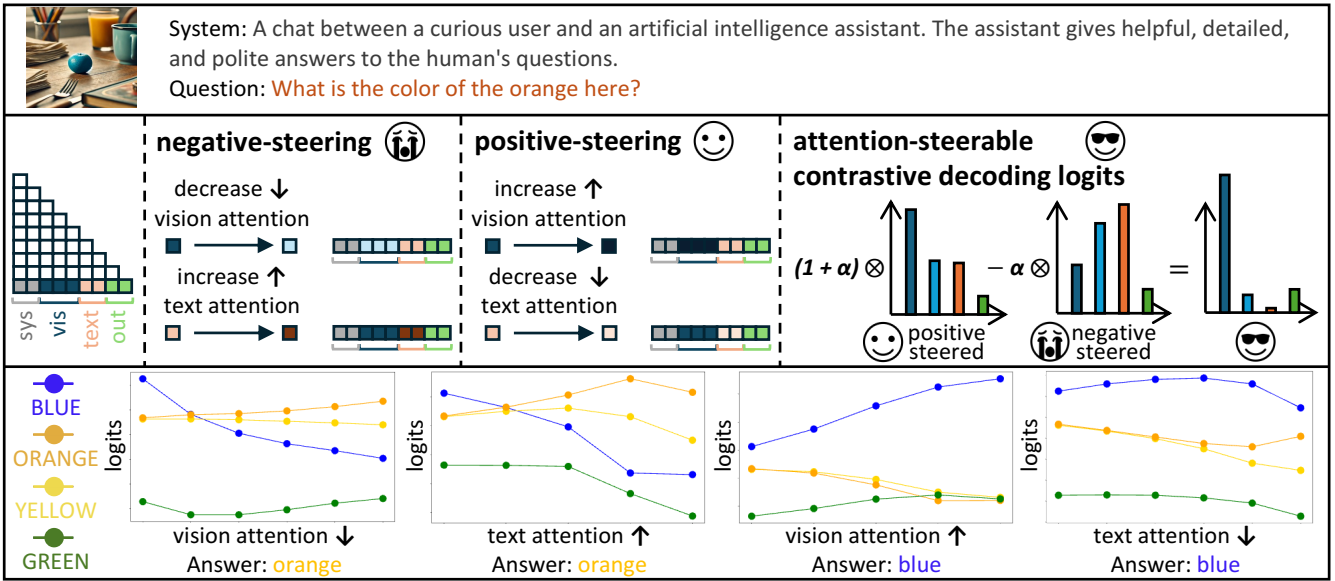 System: A chat between a curious user and an artificial intelligence assistant. The assistant gives helpful, detailed,
and polite answers to the human's questions.
Question: What is the color of the orange here?
sys
vis
text
out
negative-steering
decrease ↓
vision attention
increase ↑
text attention
positive-steering
increase ↑
vision attention
decrease ↓
text attention
attention-steerable
contrastive decoding logits
(1 + α) ⊗
− α ⊗
=
positive
steered
negative
steered
BLUE
ORANGE
YELLOW
GREEN
logits
vision attention ↓
Answer: orange
logits
text attention ↑
Answer: orange
logits
vision attention ↑
Answer: blue
logits
text attention ↓
Answer: blue